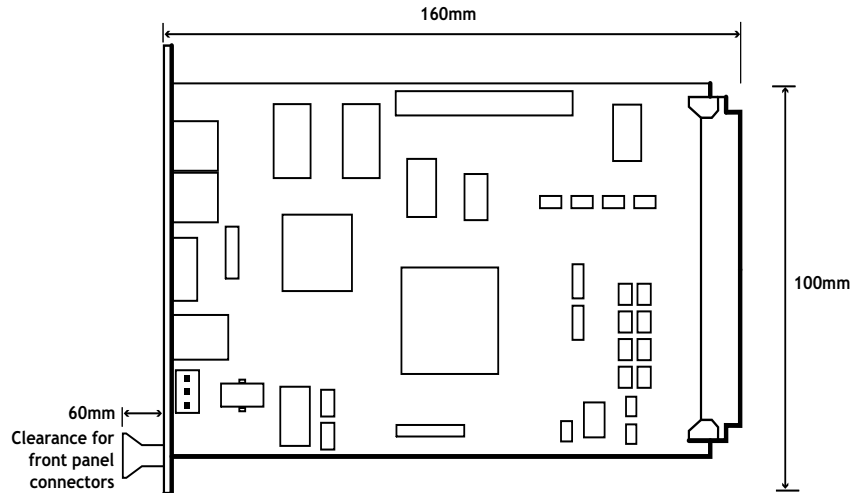 160mm
100mm
60mm
Clearance for
front panel
connectors